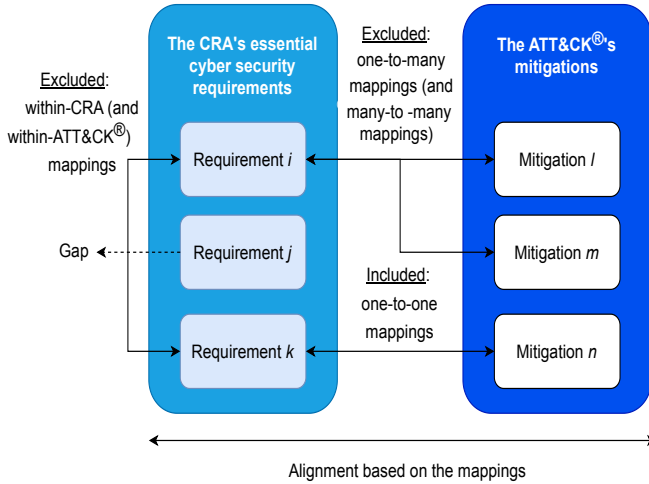 The CRA's essential
cyber security
requirements
Excluded:
one-to-many
mappings (and
many-to -many
mappings)
The ATT&CK®'s
mitigations
Excluded:
within-CRA (and
within-ATT&CK®)
mappings
Requirement i
Mitigation l
Gap
Requirement j
Mitigation m
Included:
one-to-one
mappings
Requirement k
Mitigation n
Alignment based on the mappings